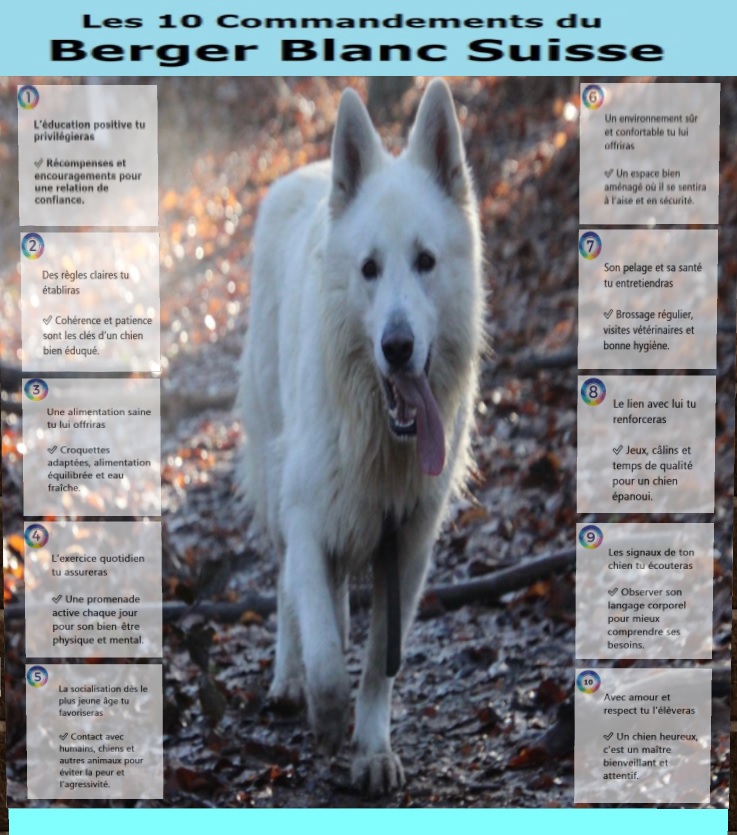 Les 10 Commandements du
Berger Blanc Suisse
1
L'éducation positive tu
privilégieras
✓ Récompenses et
encouragements pour
une relation de
confiance.
2
Des règles claires tu
établiras
✓ Cohérence et patience
sont les clés d'un chien
bien éduqué.
3
Une alimentation saine
tu lui offriras
✓ Croquettes
adaptées, alimentation
équilibrée et eau
fraîche.
4
L'exercice quotidien
tu assureras
✓ Une promenade
active chaque jour
pour son bien-être
physique et mental.
5
La socialisation dès le
plus jeune âge tu
favoriseras
✓ Contact avec
humains, chiens et
autres animaux pour
éviter la peur et
l'agressivité.
6
Un environnement sûr
et confortable tu lui
offriras
✓ Un espace bien
aménagé où il se sentira
à l'aise et en sécurité.
7
Son pelage et sa santé
tu entretiendras
✓ Brossage régulier,
visites vétérinaires et
bonne hygiène.
8
Le lien avec lui tu
renforceras
✓ Jeux, câlins et
temps de qualité
pour un chien
épanoui.
9
Les signaux de ton
chien tu écouteras
✓ Observer son
langage corporel
pour mieux
comprendre ses
besoins.
10
Avec amour et
respect tu l'élèveras
✓ Un chien heureux,
c'est un maître
bienveillant et
attentif.